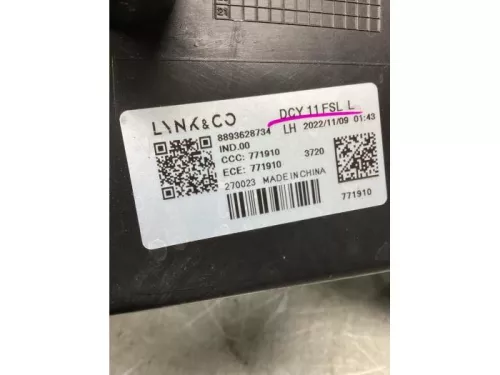 LYNK&CO DCY 11 FSL L
8893628734 LH 2022/11/09 01:43
IND.00
CCC: 771910 3720
ECE: 771910
270023 MADE IN CHINA 771910